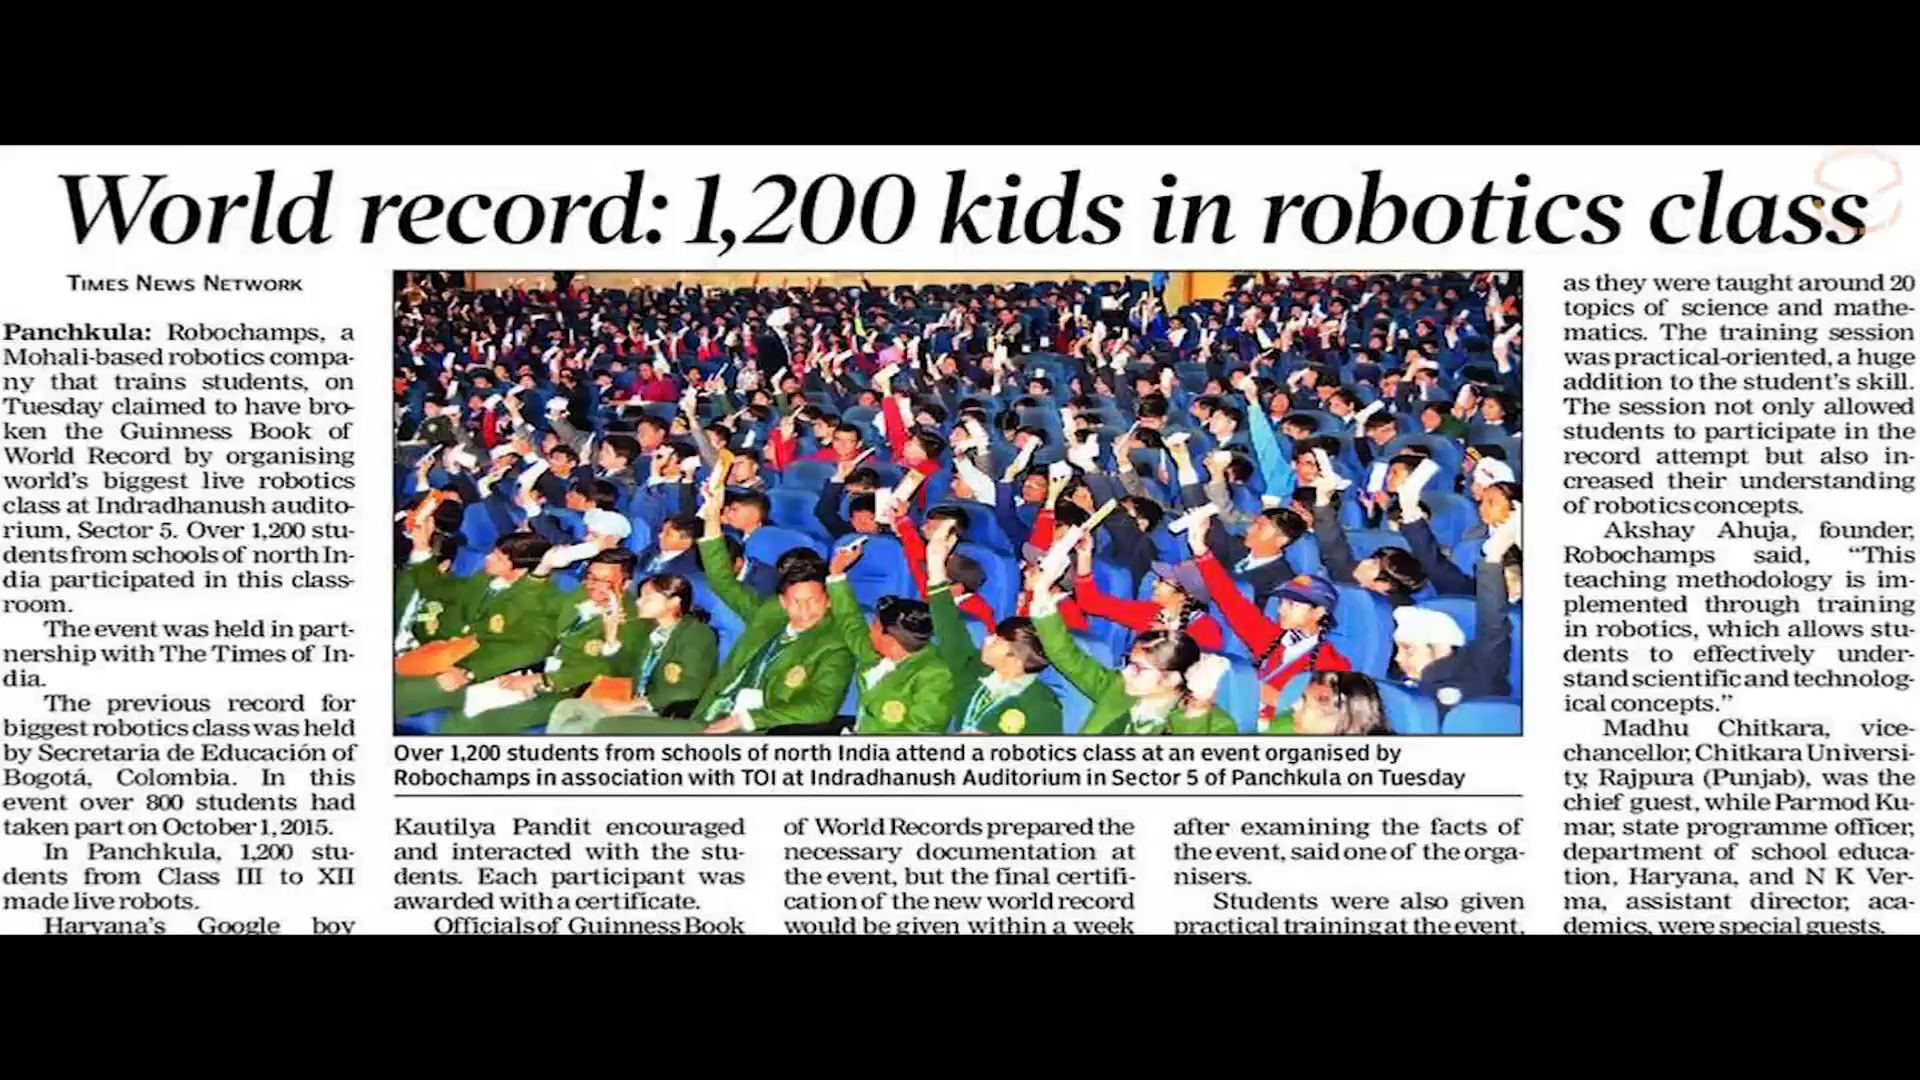 World record: 1,200 kids in robotics class
TIMES NEWS NETWORK
Panchkula: Robochamps, a
Mohali-based robotics compa-
ny that trains students, on
Tuesday claimed to have bro-
ken the Guinness Book of
World Record by organising
world's biggest live robotics
class at Indradhanush audito-
rium, Sector 5. Over 1,200 stu-
dents from schools of north In-
dia participated in this class-
room.
The event was held in part-
nership with The Times of In-
dia.
The previous record for
biggest robotics class was held
by Secretaria de Educación of
Bogotá, Colombia. In this
event over 800 students had
taken part on October 1, 2015.
In Panchkula, 1,200 stu-
dents from Class III to XII
made live robots.
Haryana's Google boy
Over 1,200 students from schools of north India attend a robotics class at an event organised by
Robochamps in association with TOI at Indradhanush Auditorium in Sector 5 of Panchkula on Tuesday
Kautilya Pandit encouraged
and interacted with the stu-
dents. Each participant was
awarded with a certificate.
Officials of Guinness Book
of World Records prepared the
necessary documentation at
the event, but the final certifi-
cation of the new world record
would be given within a week
after examining the facts of
the event, said one of the orga-
nisers.
Students were also given
practical training at the event,
as they were taught around 20
topics of science and mathe-
matics. The training session
was practical-oriented, a huge
addition to the student's skill.
The session not only allowed
students to participate in the
record attempt but also in-
creased their understanding
of robotics concepts.
Akshay Ahuja, founder,
Robochamps said, “This
teaching methodology is im-
plemented through training
in robotics, which allows stu-
dents to effectively under-
stand scientific and technolog-
ical concepts.”
Madhu Chitkara, vice-
chancellor, Chitkara Universi-
ty, Rajpura (Punjab), was the
chief guest, while Parmod Ku-
mar, state programme officer,
department of school educa-
tion, Haryana, and N K Ver-
ma, assistant director, aca-
demics, were special guests.